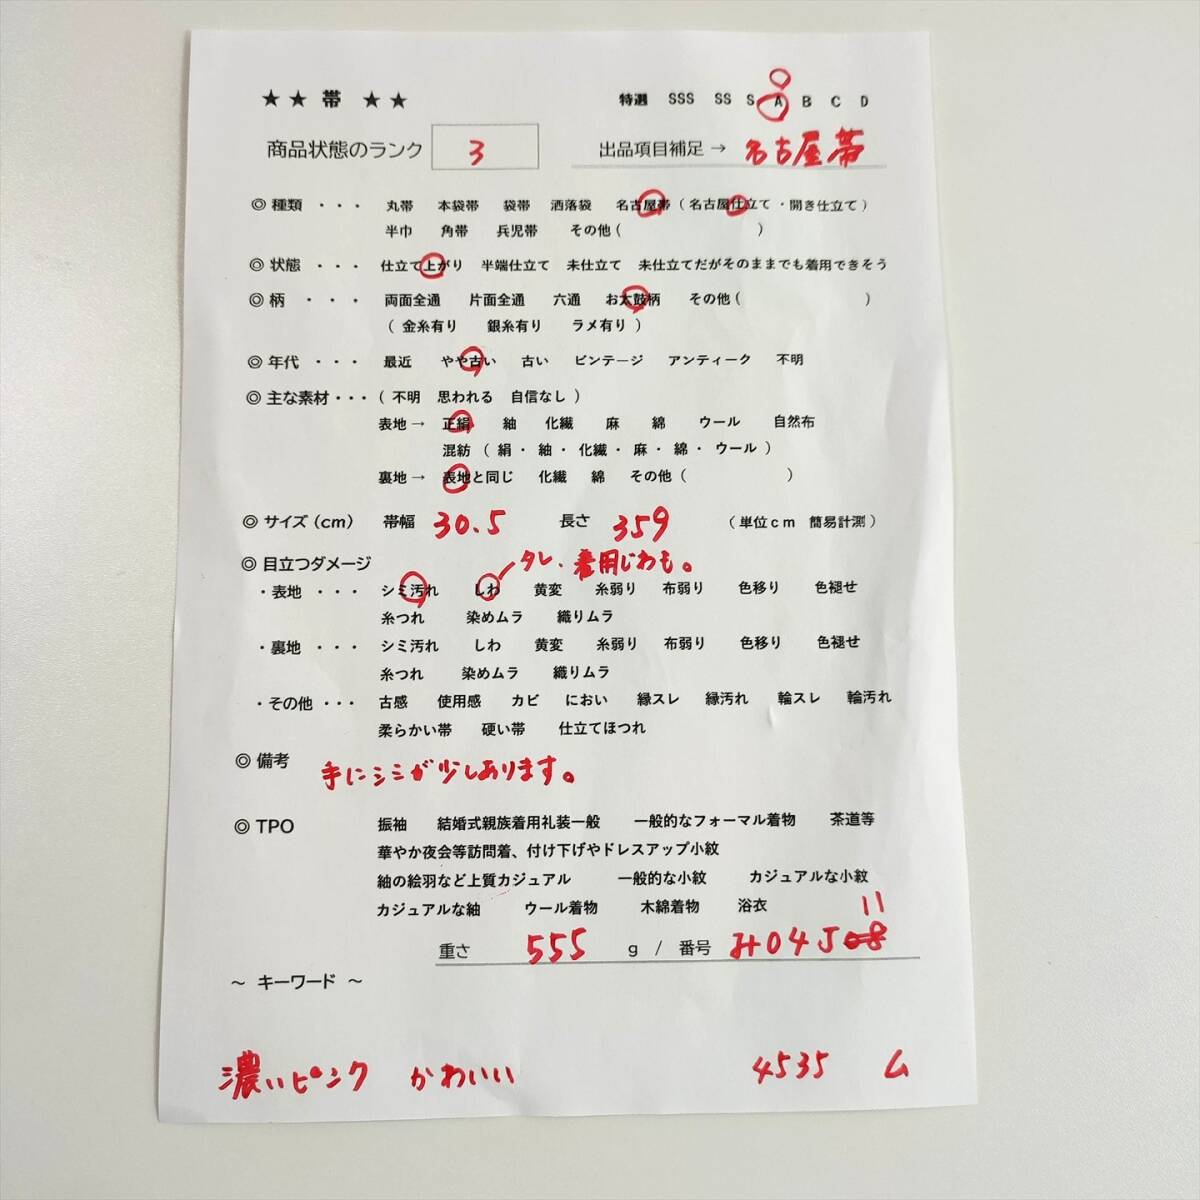 ★ ★ 帯 ★ ★ 特選 SSS SS S A B C D
商品状態のランク 3 出品項目補足 → 名古屋帯
◎ 種類 ・・・ 丸帯 本袋帯 袋帯 洒落袋 名古屋帯 ( 名古屋仕立て ・開き仕立て )
半巾 角帯 兵児帯 その他 ( )
◎ 状態 ・・・ 仕立て上がり 半端仕立て 未仕立て 未仕立てだがそのままでも着用できそう
◎ 柄 ・・・ 両面全通 片面全通 六通 お太鼓柄 その他 ( )
( 金糸有り 銀糸有り ラメ有り )
◎ 年代 ・・・ 最近 やや古い 古い ビンテージ アンティーク 不明
◎ 主な素材・・・ ( 不明 思われる 自信なし )
表地 → 正絹 紬 化繊 麻 綿 ウール 自然布
混紡 ( 絹 ・ 紬 ・ 化繊 ・ 麻 ・ 綿 ・ ウール )
裏地 → 表地と同じ 化繊 綿 その他 ( )
◎ サイズ (cm) 帯幅 30.5 長さ 359 ( 単位cm 簡易計測 )
◎ 目立つダメージ タレ、着用じわも。
・表地 ・・・ シミ汚れ しわ 黄変 糸弱り 布弱り 色移り 色褪せ
糸つれ 染めムラ 織りムラ
・裏地 ・・・ シミ汚れ しわ 黄変 糸弱り 布弱り 色移り 色褪せ
糸つれ 染めムラ 織りムラ
・その他 ・・・ 古感 使用感 カビ におい 縁スレ 縁汚れ 輪スレ 輪汚れ
柔らかい帯 硬い帯 仕立てほつれ
◎ 備考 手にシミが少しあります。
◎ TPO 振袖 結婚式親族着用礼装一般 一般的なフォーマル着物 茶道等
華やか夜会等訪問着、付け下げやドレスアップ小紋
紬の絵羽など上質カジュアル 一般的な小紋 カジュアルな小紋
カジュアルな紬 ウール着物 木綿着物 浴衣 11
重さ 555 g / 番号 み04J
～ キーワード ～
濃いピンク かわいい 4535 ム